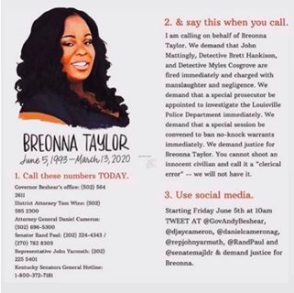 BREONNA TAYLOR
June 5, 1993 – March 13, 2020
1. Call these numbers TODAY.
Governor Beshear's office: (502) 564
2611
District Attorney Tom Wine: (502)
595 2300
Attorney General Daniel Cameron:
(502) 696-5300
Senator Rand Paul: (202) 224-4343 /
(270) 782 8303
Representative John Yarmuth: (202)
225 5401
Kentucky Senators General Hotline:
1-800-372-7181
2. & say this when you call.
I am calling on behalf of Breonna
Taylor. We demand that John
Mattingly, Detective Brett Hankison,
and Detective Myles Cosgrove are
fired immediately and charged with
manslaughter and negligence. We
demand that a special prosecutor be
appointed to investigate the Louisville
Police Department immediately. We
demand that a special session be
convened to ban no-knock warrants
immediately. We demand justice for
Breonna Taylor. You cannot shoot an
innocent civilian and call it a "clerical
error" -- we will not have it.
3. Use social media.
Starting Friday June 5th at 10am
TWEET AT @GovAndyBeshear,
@djaycameron, @danielcameronag,
@repjohnyarmuth, @RandPaul and
@senatemajldr & demand justice for
Breonna.